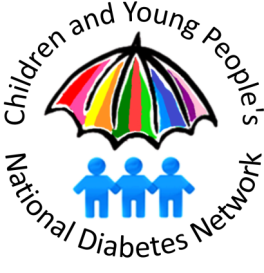 Children and Young People's
National Diabetes Network